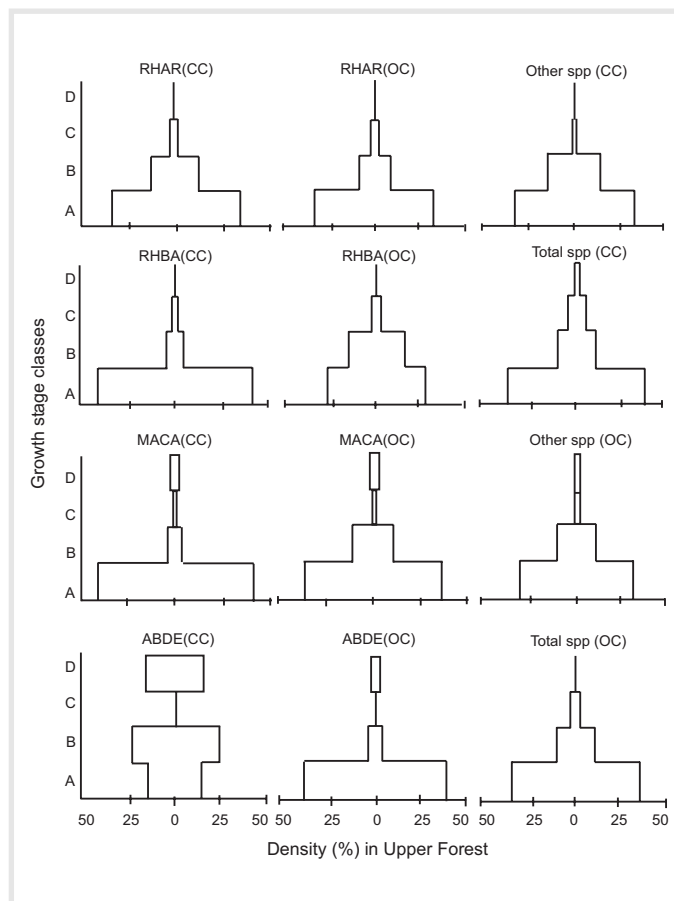 RHAR(CC) RHAR(OC) Other spp (CC)
D
C
B
A
RHBA(CC) RHBA(OC) Total spp (CC)
D
C
B
A
Growth stage classes
MACA(CC) MACA(OC) Other spp (OC)
D
C
B
A
ABDE(CC) ABDE(OC) Total spp (OC)
D
C
B
A
50 25 0 25 50 25 0 25 50 50 25 0 25 50
Density (%) in Upper Forest